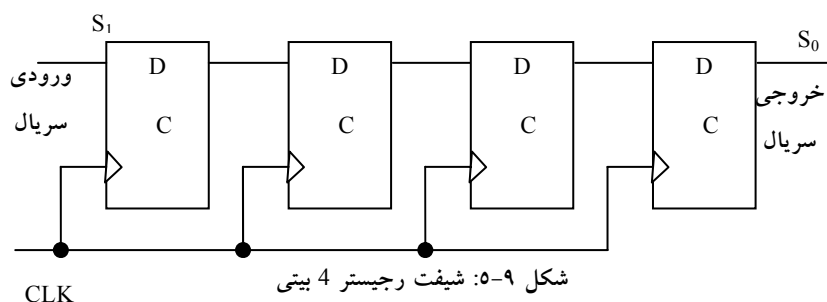 S1
S0
D D D D
ورودی
سریال
خروجی
سریال
C C C C
شکل ۹-۵: شیفت رجیستر 4 بیتی
CLK